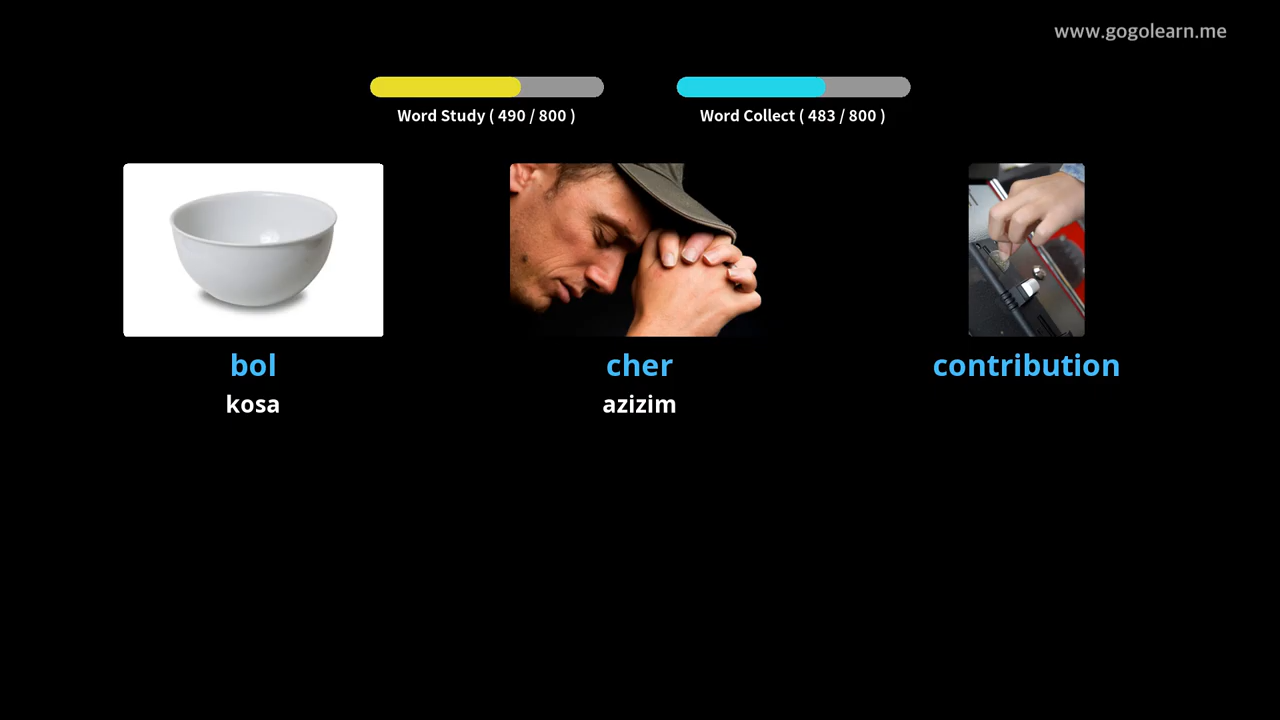 www.gogolearn.me
Word Study ( 490 / 800 )
Word Collect ( 483 / 800 )
bol
cher
contribution
kosa
azizim